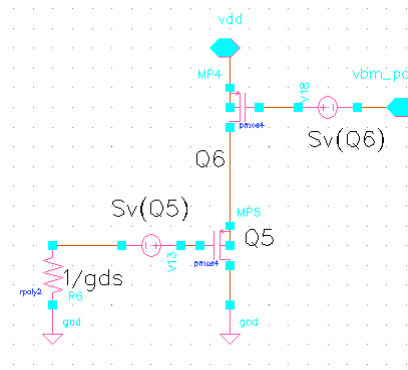 vdd
MP4
V18
vbm_pc
pmos4
Sv(Q6)
Q6
Sv(Q5)
MP5
Q5
V13
pmos4
1/gds
rpoly2
R6
gnd
gnd